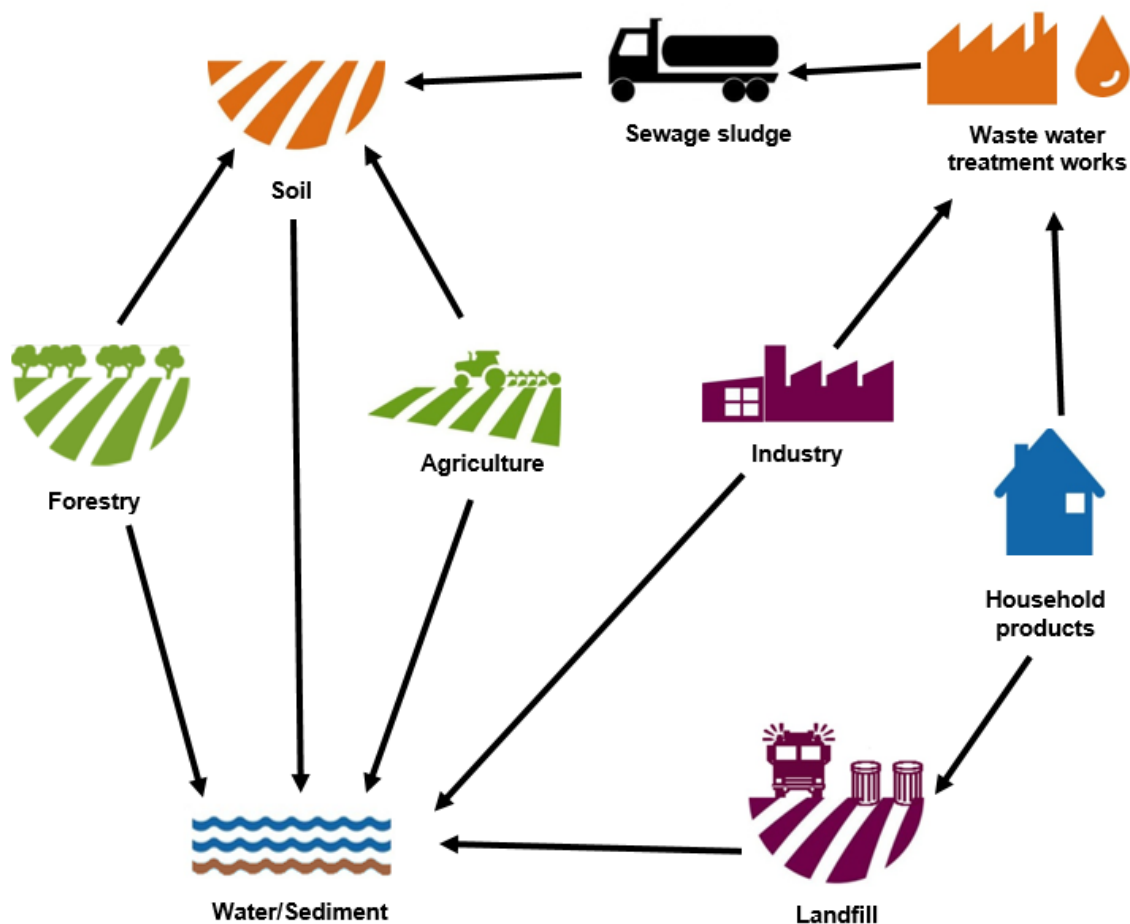 Sewage sludge
Waste water
treatment works
Soil
Forestry
Agriculture
Industry
Household
products
Water/Sediment
Landfill